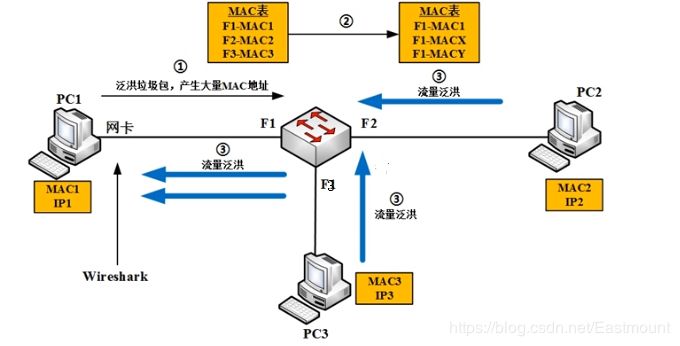 MAC表
F1-MAC1
F2-MAC2
F3-MAC3
②
MAC表
F1-MAC1
F1-MACX
F1-MACY
①
泛洪垃圾包，产生大量MAC地址
③
流量泛洪
PC1
PC2
网卡
F1
F2
③
流量泛洪
③
流量泛洪
MAC1
IP1
MAC2
IP2
Wireshark
MAC3
IP3
PC3
https://blog.csdn.net/Eastmount